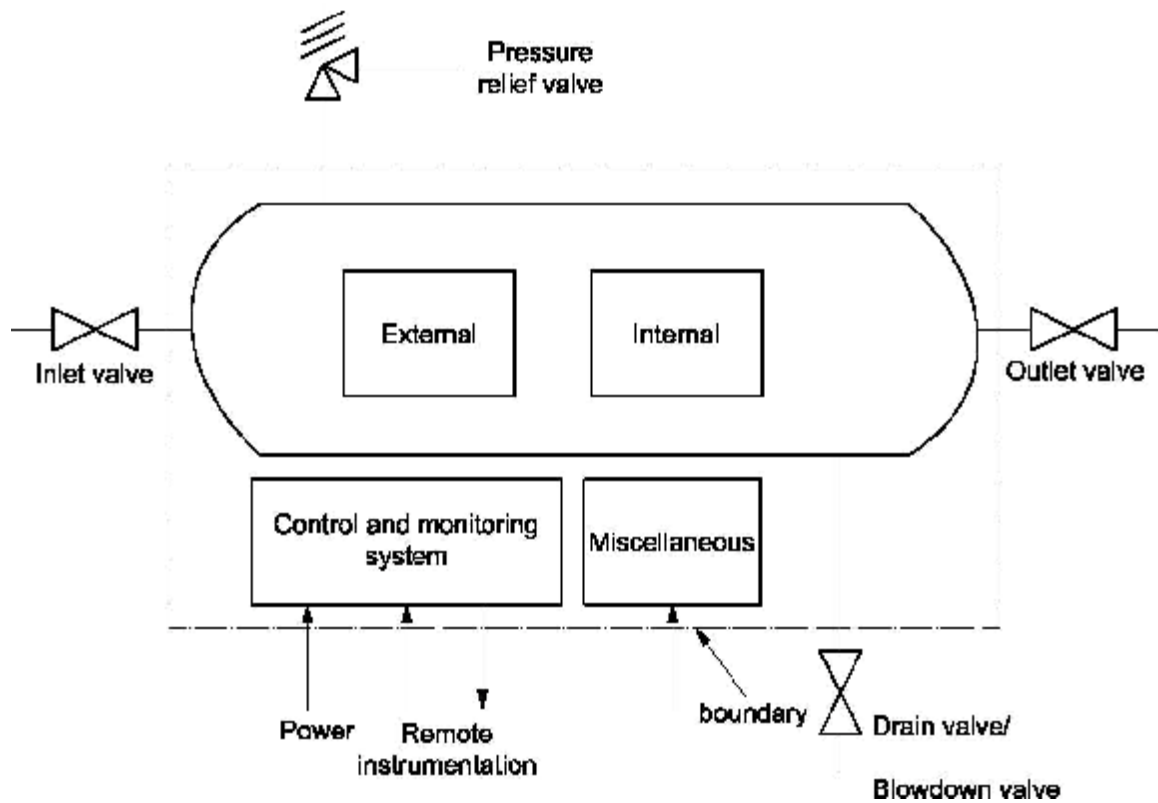 Pressure
relief valve
External
Internal
Inlet valve
Outlet valve
Control and monitoring
system
Miscellaneous
Power
Remote
instrumentation
boundary
Drain valve/
Blowdown valve